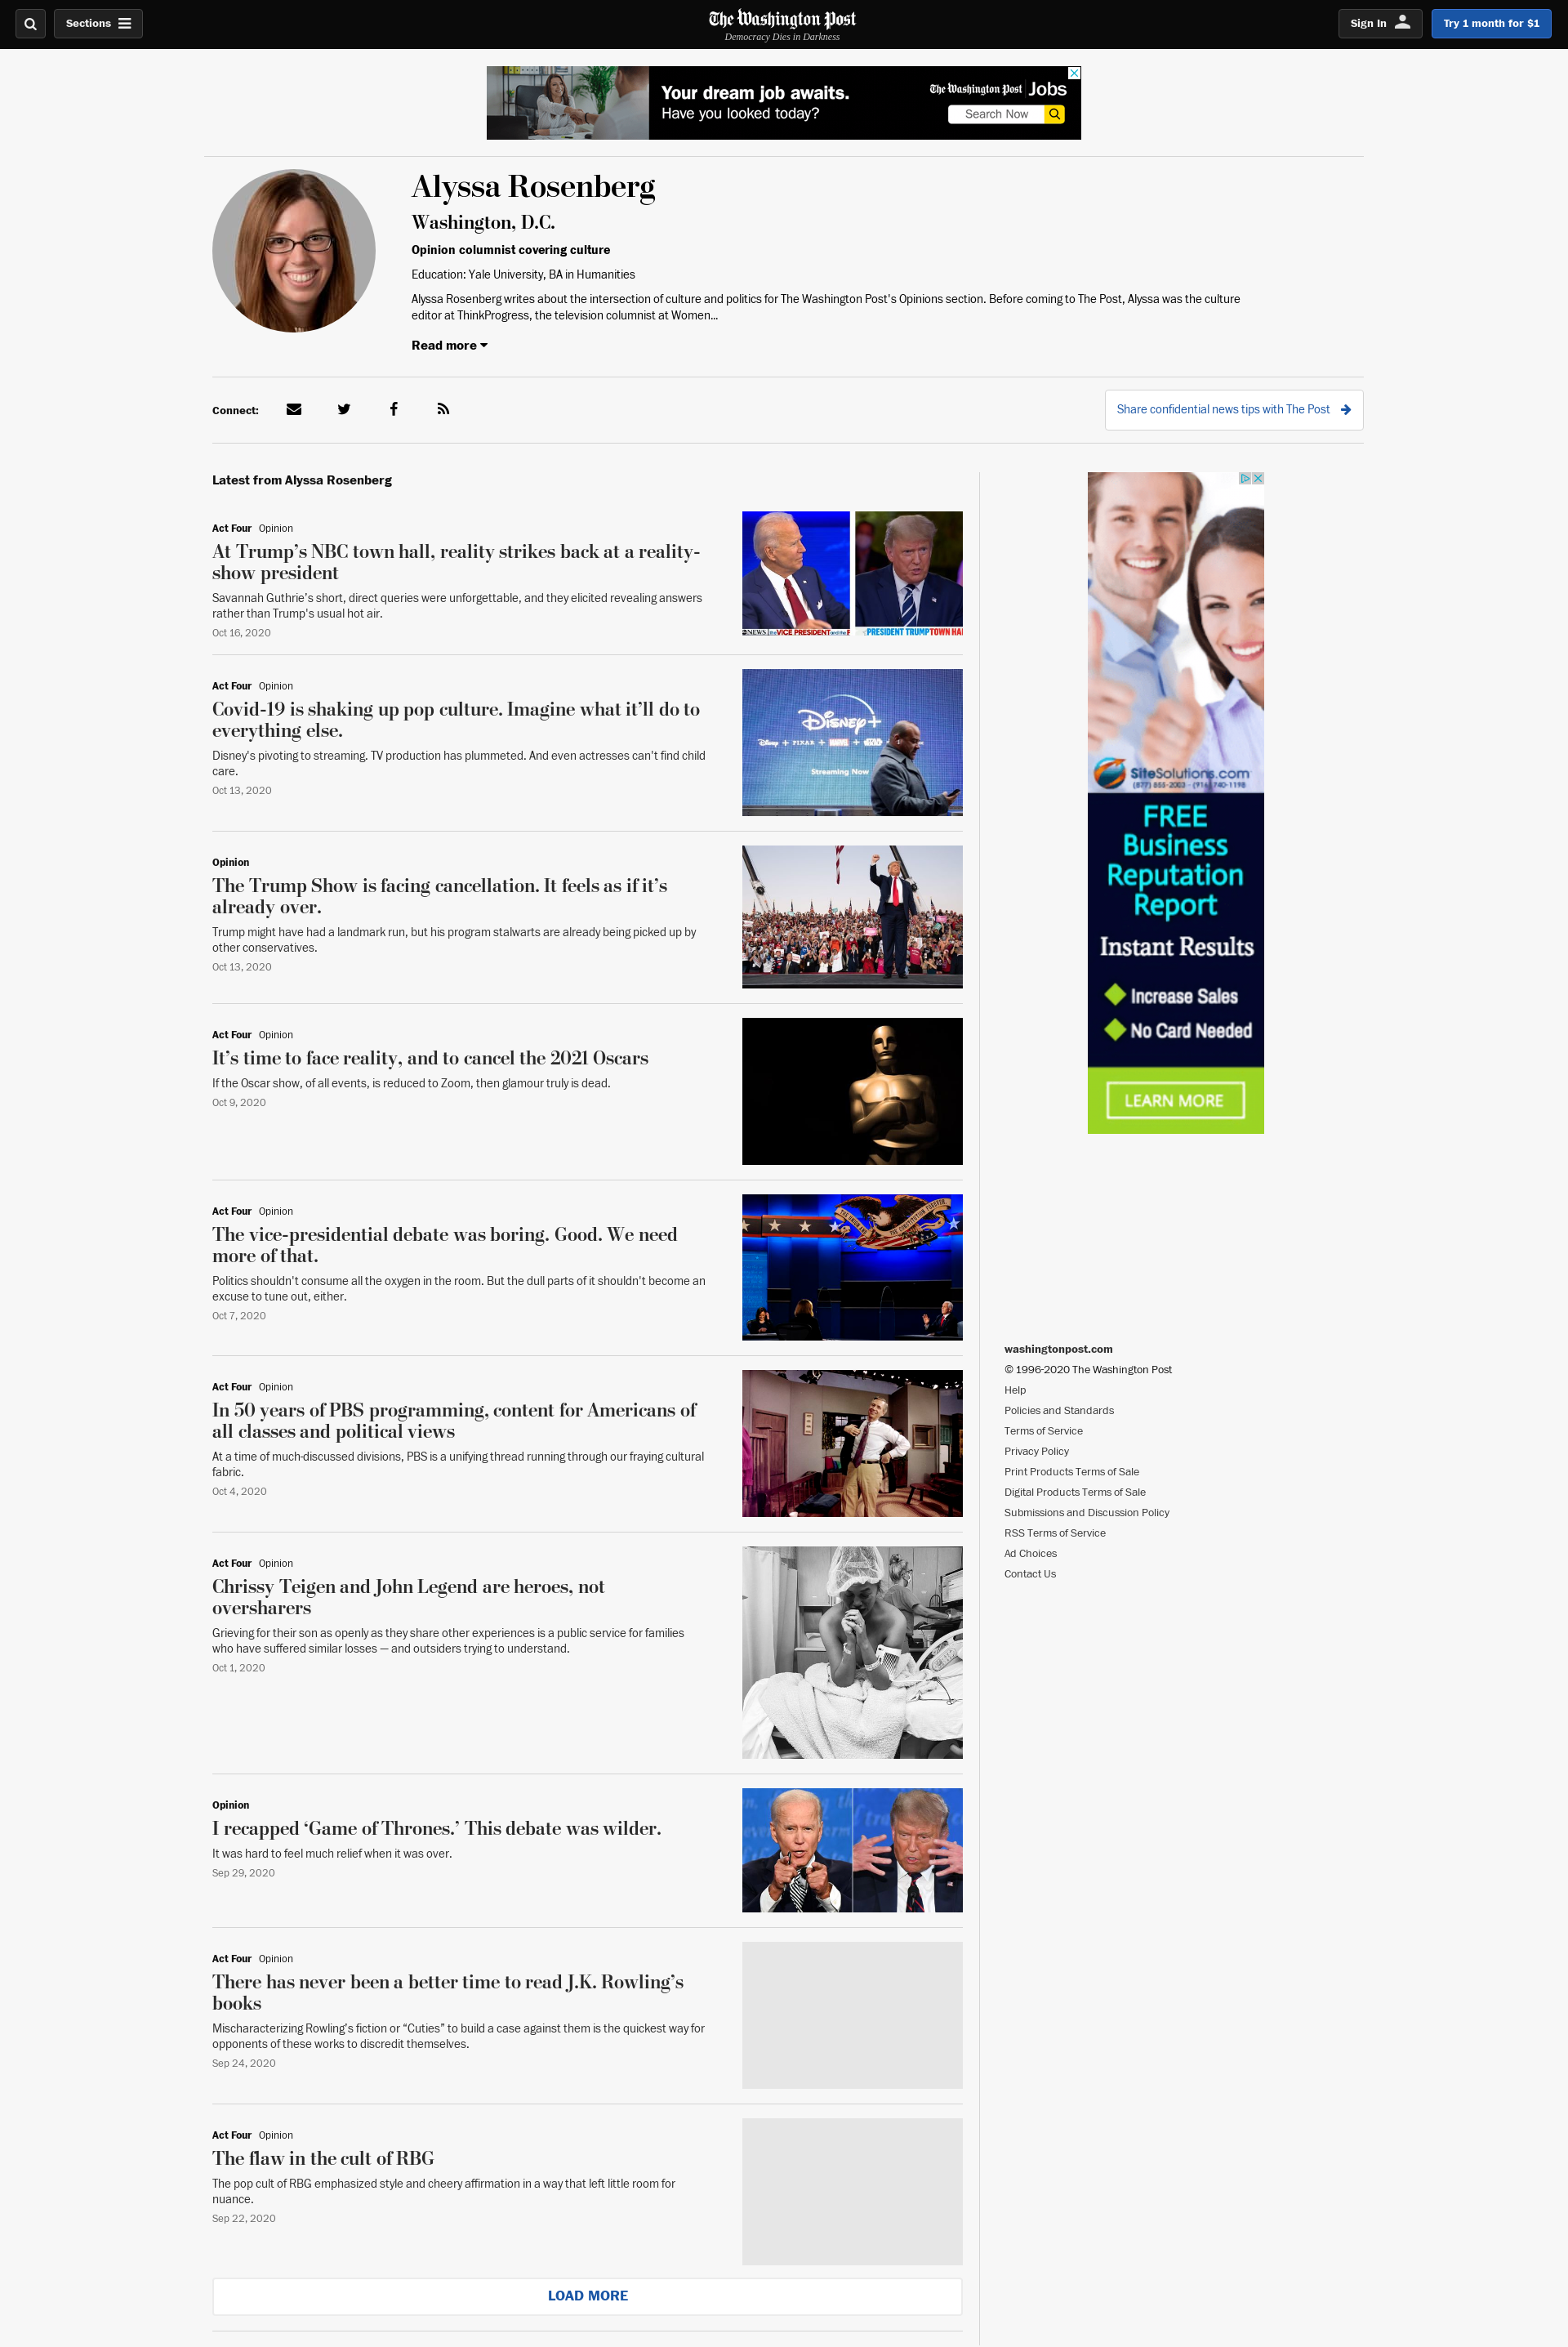 Sections
The Washington Post
Democracy Dies in Darkness
Sign In
Try 1 month for $1
Your dream job awaits.
Have you looked today?
The Washington Post Jobs
Search Now
Alyssa Rosenberg
Washington, D.C.
Opinion columnist covering culture
Education: Yale University, BA in Humanities
Alyssa Rosenberg writes about the intersection of culture and politics for The Washington Post's Opinions section. Before coming to The Post, Alyssa was the culture
editor at ThinkProgress, the television columnist at Women...
Read more
Connect:
Share confidential news tips with The Post
Latest from Alyssa Rosenberg
Act Four Opinion
At Trump’s NBC town hall, reality strikes back at a reality-
show president
Savannah Guthrie’s short, direct queries were unforgettable, and they elicited revealing answers
rather than Trump’s usual hot air.
Oct 16, 2020
NEWS the VICE PRESIDENT and the P
PRESIDENT TRUMP TOWN HAL
Act Four Opinion
Covid-19 is shaking up pop culture. Imagine what it’ll do to
everything else.
Disney's pivoting to streaming. TV production has plummeted. And even actresses can't find child
care.
Oct 13, 2020
Disney+
Disney + PIXAR + MARVEL + STAR
Streaming Now
Opinion
The Trump Show is facing cancellation. It feels as if it’s
already over.
Trump might have had a landmark run, but his program stalwarts are already being picked up by
other conservatives.
Oct 13, 2020
Act Four Opinion
It’s time to face reality, and to cancel the 2021 Oscars
If the Oscar show, of all events, is reduced to Zoom, then glamour truly is dead.
Oct 9, 2020
Act Four Opinion
The vice-presidential debate was boring. Good. We need
more of that.
Politics shouldn't consume all the oxygen in the room. But the dull parts of it shouldn't become an
excuse to tune out, either.
Oct 7, 2020
Act Four Opinion
In 50 years of PBS programming, content for Americans of
all classes and political views
At a time of much-discussed divisions, PBS is a unifying thread running through our fraying cultural
fabric.
Oct 4, 2020
Act Four Opinion
Chrissy Teigen and John Legend are heroes, not
oversharers
Grieving for their son as openly as they share other experiences is a public service for families
who have suffered similar losses — and outsiders trying to understand.
Oct 1, 2020
Opinion
I recapped ‘Game of Thrones.’ This debate was wilder.
It was hard to feel much relief when it was over.
Sep 29, 2020
Act Four Opinion
There has never been a better time to read J.K. Rowling’s
books
Mischaracterizing Rowling’s fiction or “Cuties” to build a case against them is the quickest way for
opponents of these works to discredit themselves.
Sep 24, 2020
Act Four Opinion
The flaw in the cult of RBG
The pop cult of RBG emphasized style and cheery affirmation in a way that left little room for
nuance.
Sep 22, 2020
LOAD MORE
SiteSolutions.com
(877) 855-2003 - (916) 740-1198
FREE
Business
Reputation
Report
Instant Results
Increase Sales
No Card Needed
LEARN MORE
washingtonpost.com
© 1996-2020 The Washington Post
Help
Policies and Standards
Terms of Service
Privacy Policy
Print Products Terms of Sale
Digital Products Terms of Sale
Submissions and Discussion Policy
RSS Terms of Service
Ad Choices
Contact Us